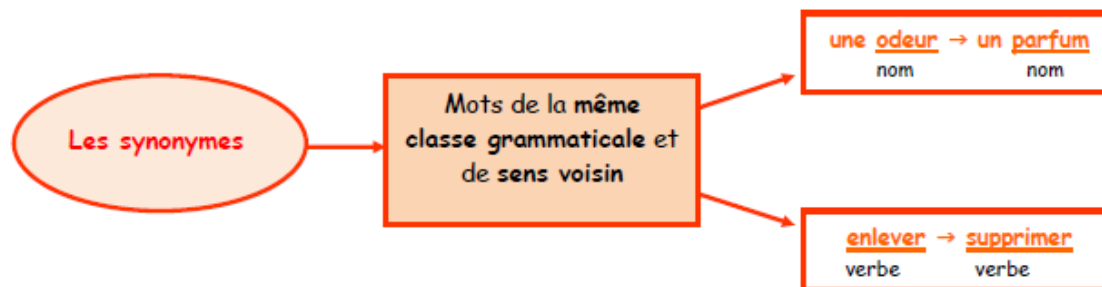 Les synonymes
Mots de la même
classe grammaticale et
de sens voisin
une odeur → un parfum
nom nom
enlever → supprimer
verbe verbe